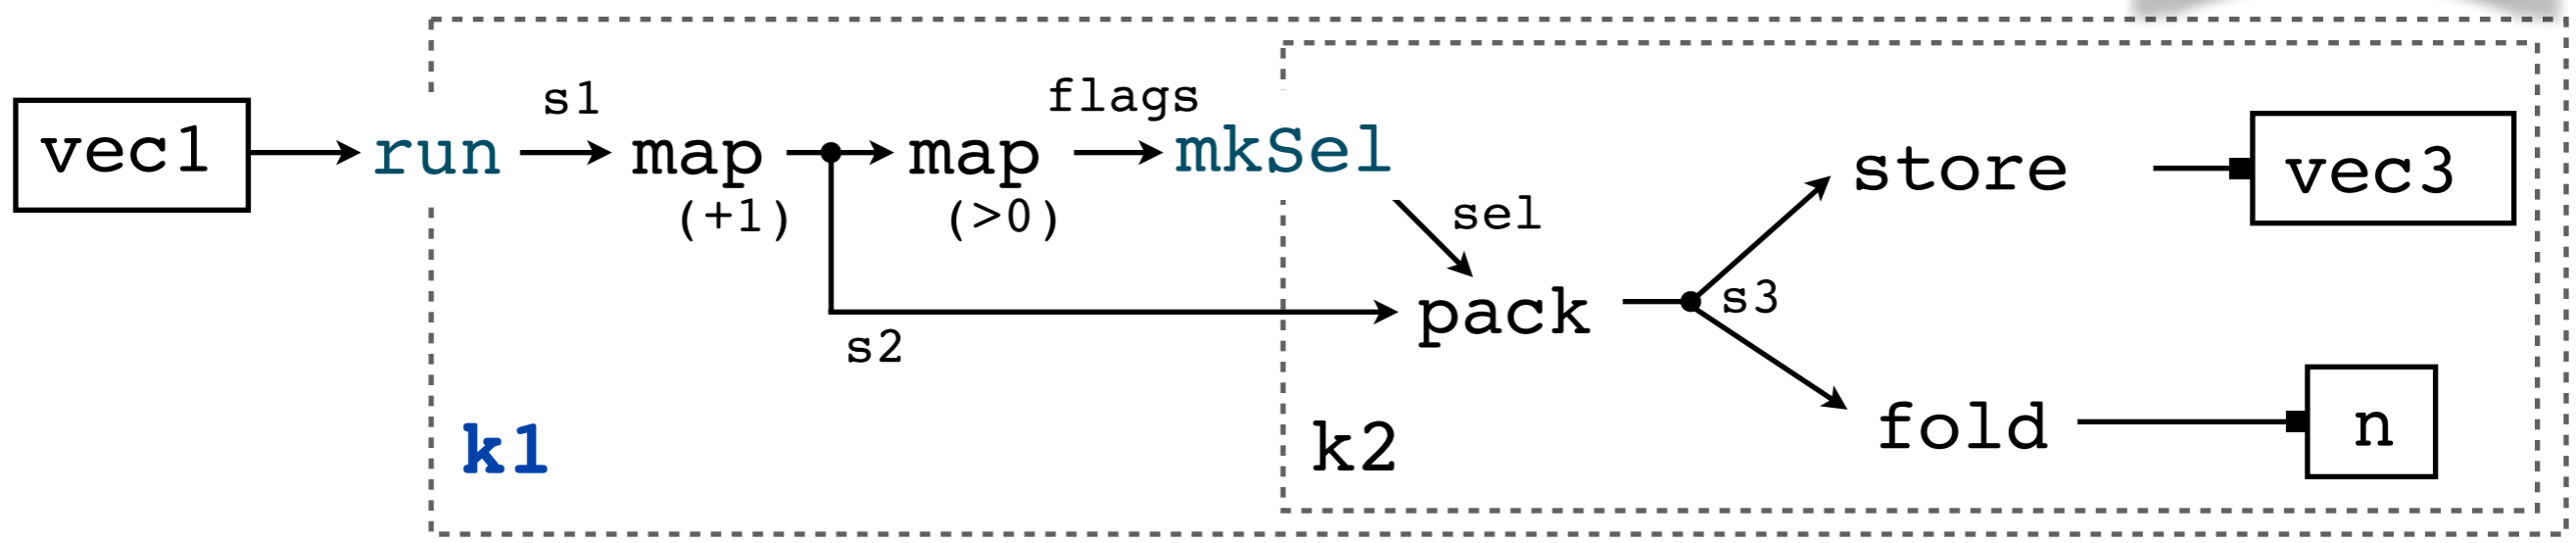 s1
flags
vec1
run
map
map
mkSel
store
vec3
(+1)
(>0)
sel
s2
pack
s3
k1
k2
fold
n